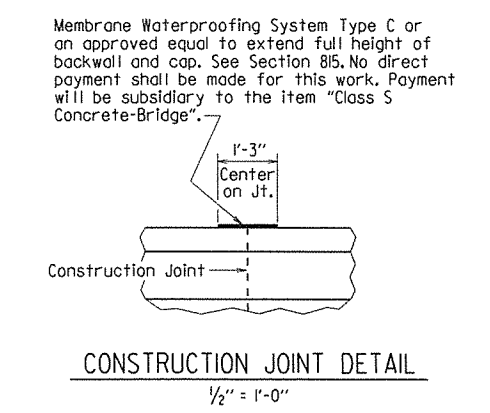 Membrane Waterproofing System Type C or
an approved equal to extend full height of
backwall and cap. See Section 815. No direct
payment shall be made for this work. Payment
will be subsidiary to the item "Class S
Concrete-Bridge".
1'-3"
Center
on Jt.
Construction Joint
CONSTRUCTION JOINT DETAIL
1/2" = 1'-0"